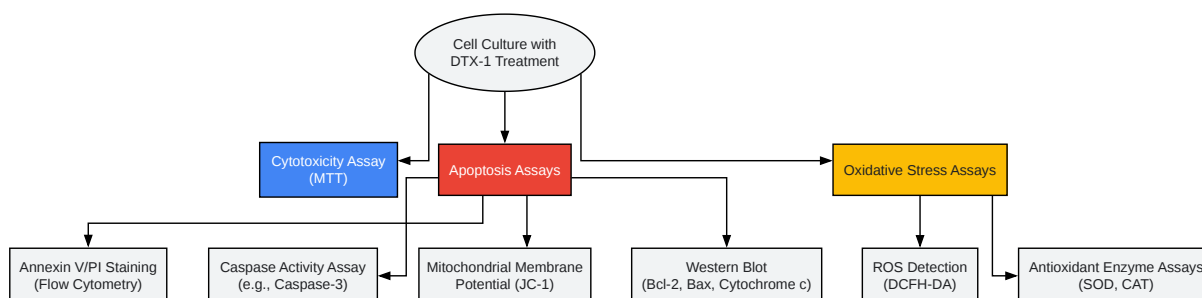 Cell Culture with
DTX-1 Treatment
Cytotoxicity Assay
(MTT)
Apoptosis Assays
Oxidative Stress Assays
Annexin V/PI Staining
(Flow Cytometry)
Caspase Activity Assay
(e.g., Caspase-3)
Mitochondrial Membrane
Potential (JC-1)
Western Blot
(Bcl-2, Bax, Cytochrome c)
ROS Detection
(DCFH-DA)
Antioxidant Enzyme Assays
(SOD, CAT)